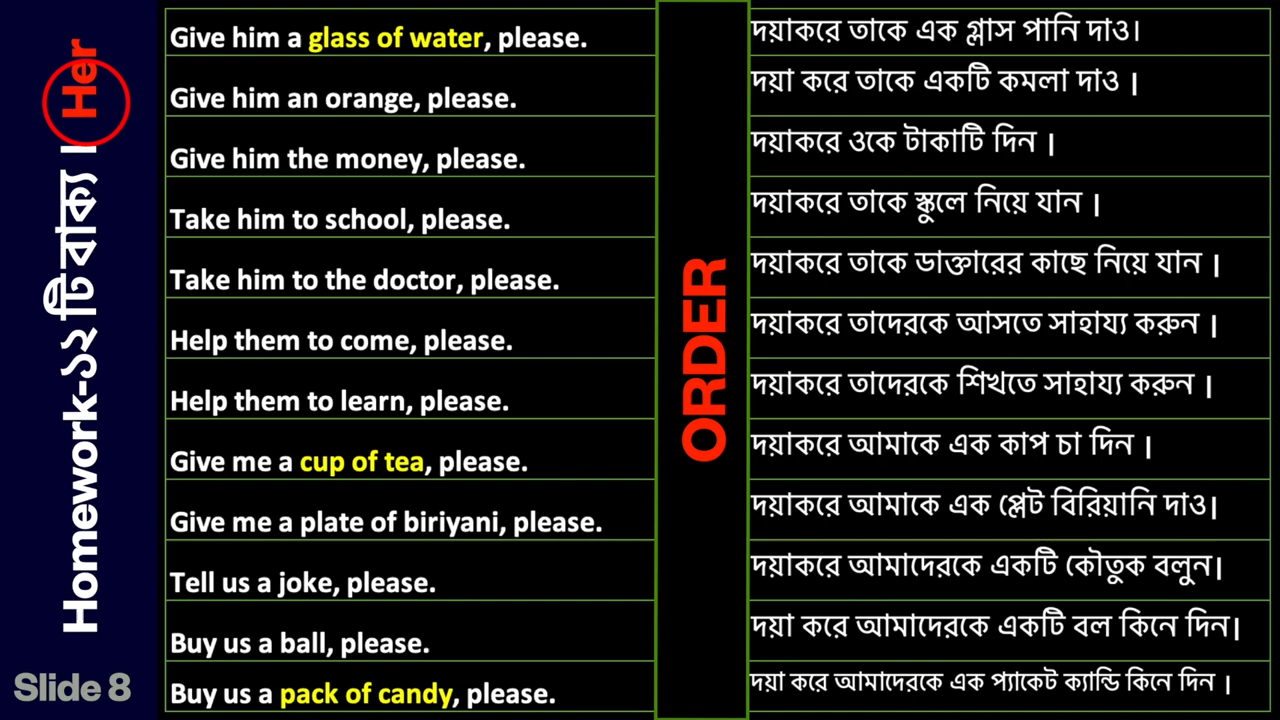 Homework-১২টি বাক্য । Her
Give him a glass of water, please.
দয়াকরে তাকে এক গ্লাস পানি দাও।
Give him an orange, please.
দয়া করে তাকে একটি কমলা দাও ।
Give him the money, please.
দয়াকরে ওকে টাকাটি দিন ।
Take him to school, please.
দয়াকরে তাকে স্কুলে নিয়ে যান ।
Take him to the doctor, please.
দয়াকরে তাকে ডাক্তারের কাছে নিয়ে যান ।
Help them to come, please.
দয়াকরে তাদেরকে আসতে সাহায্য করুন ।
Help them to learn, please.
দয়াকরে তাদেরকে শিখতে সাহায্য করুন ।
Give me a cup of tea, please.
দয়াকরে আমাকে এক কাপ চা দিন ।
Give me a plate of biriyani, please.
দয়াকরে আমাকে এক প্লেট বিরিয়ানি দাও।
Tell us a joke, please.
দয়াকরে আমাদেরকে একটি কৌতুক বলুন।
Buy us a ball, please.
দয়া করে আমাদেরকে একটি বল কিনে দিন।
Buy us a pack of candy, please.
দয়া করে আমাদেরকে এক প্যাকেট ক্যান্ডি কিনে দিন ।
ORDER
Slide 8